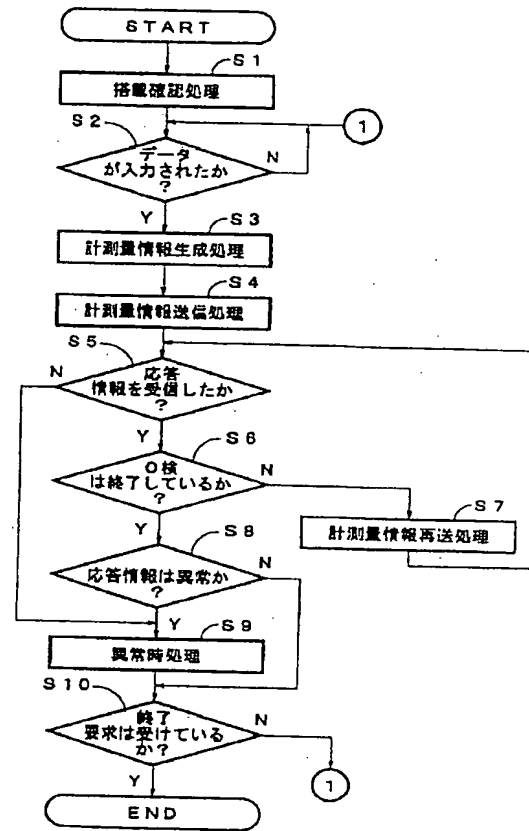 START
S1
搭載確認処理
1
S2
データ
が入力されたか
?
N
Y
S3
計測量情報生成処理
S4
計測量情報送信処理
S5
N
応答
情報を受信したか
?
Y
S6
O検
は終了しているか
?
N
Y
S7
計測量情報再送処理
S8
応答情報は異常か
?
N
Y
S9
異常時処理
S10
終了
要求は受けている
か?
N
Y
1
END